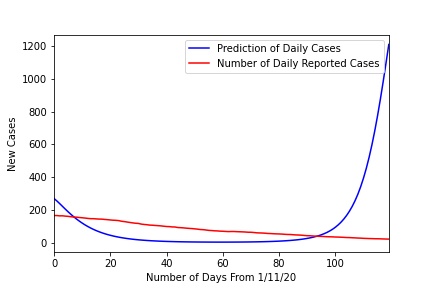 Prediction of Daily Cases
Number of Daily Reported Cases
New Cases
1200
1000
800
600
400
200
0
0 20 40 60 80 100
Number of Days From 1/11/20